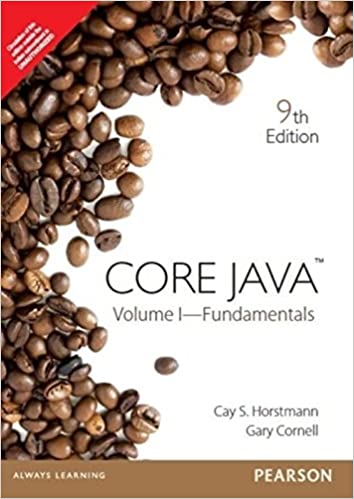 9th
Edition
CORE JAVA™
Volume I—Fundamentals
Cay S. Horstmann
Gary Cornell
ALWAYS LEARNING
PEARSON